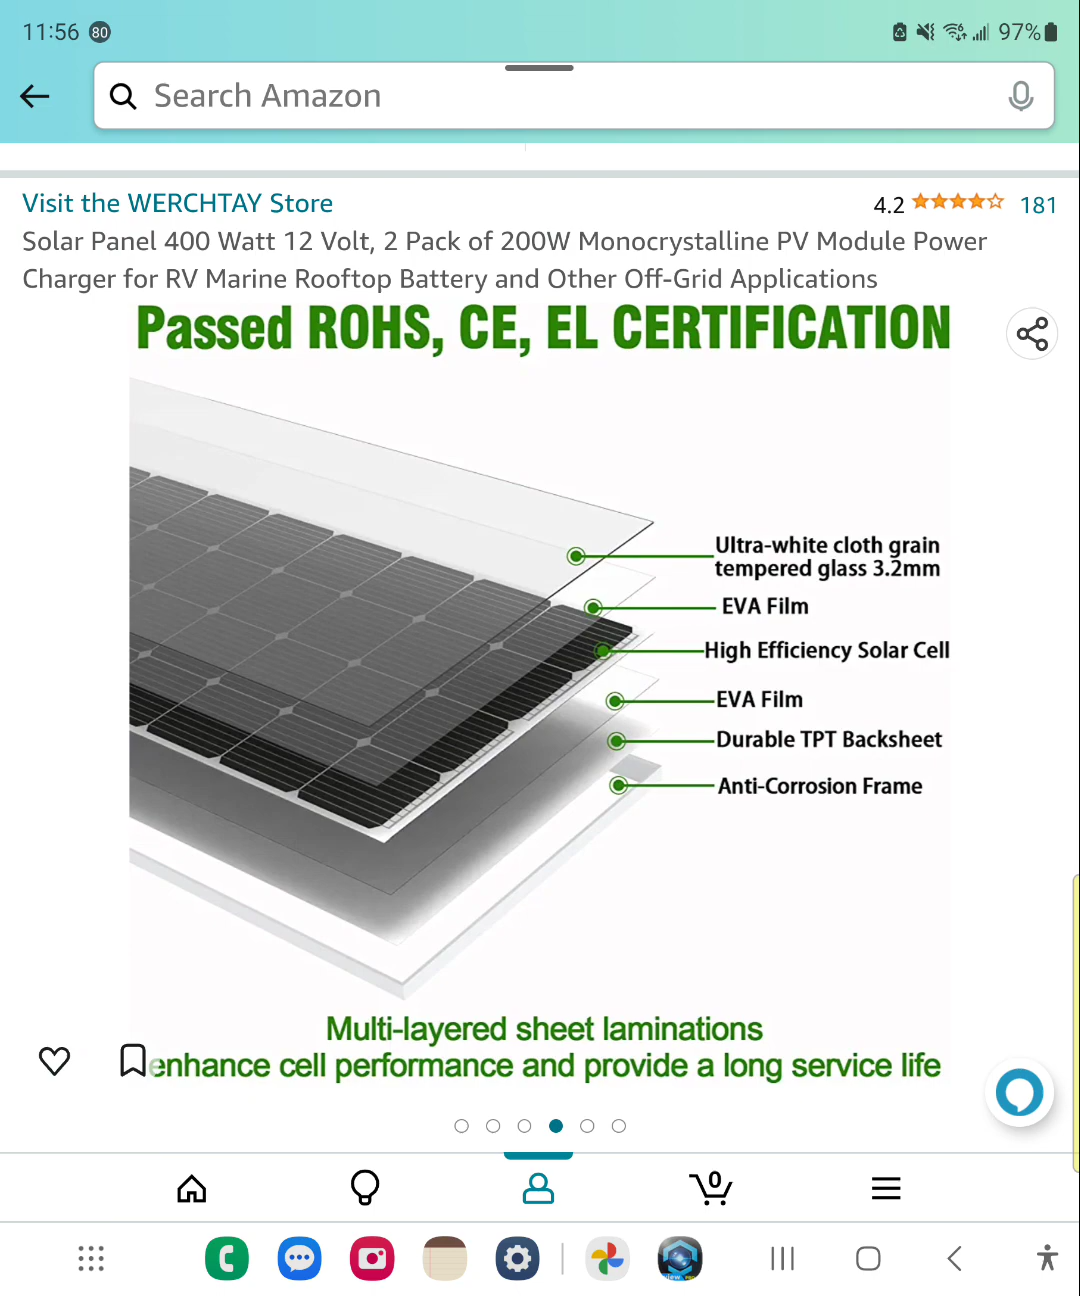 11:56 80 97%
Search Amazon
Visit the WERCHTAY Store 4.2 181
Solar Panel 400 Watt 12 Volt, 2 Pack of 200W Monocrystalline PV Module Power
Charger for RV Marine Rooftop Battery and Other Off-Grid Applications
Passed ROHS, CE, EL CERTIFICATION
Ultra-white cloth grain
tempered glass 3.2mm
EVA Film
High Efficiency Solar Cell
EVA Film
Durable TPT Backsheet
Anti-Corrosion Frame
Multi-layered sheet laminations
enhance cell performance and provide a long service life
0